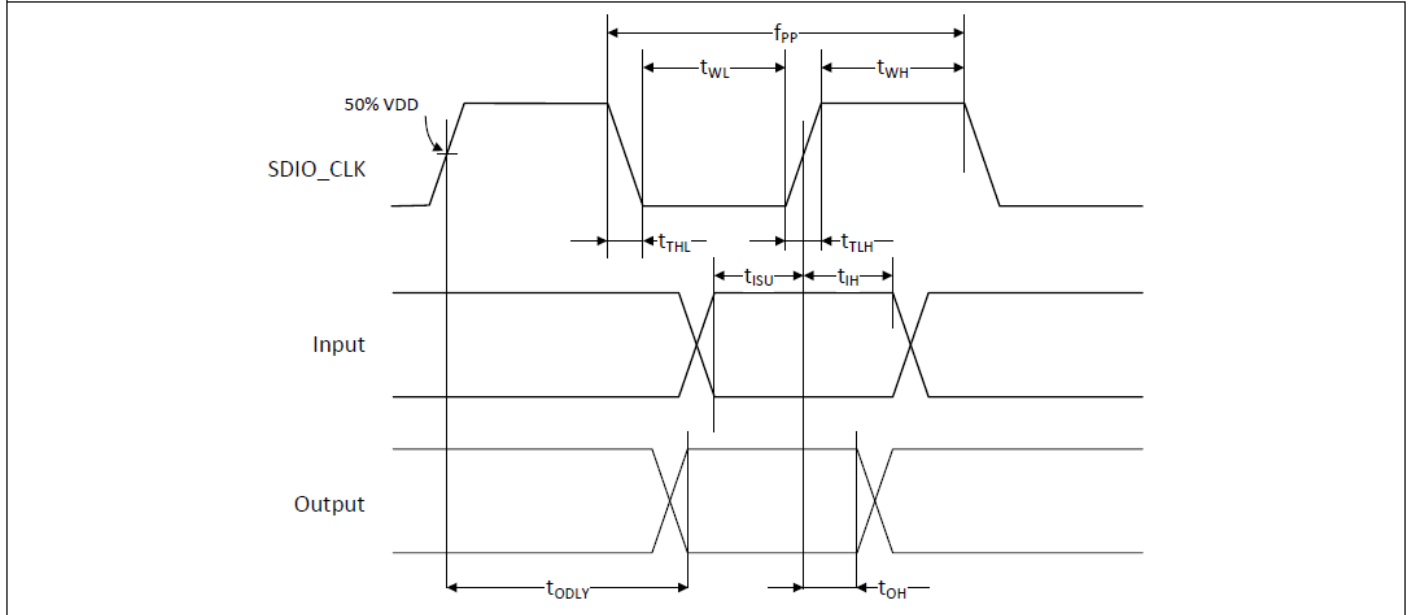 fPP
tWL
tWH
50% VDD
SDIO_CLK
tTHL
tTLH
tISU
tIH
Input
Output
tODLY
tOH